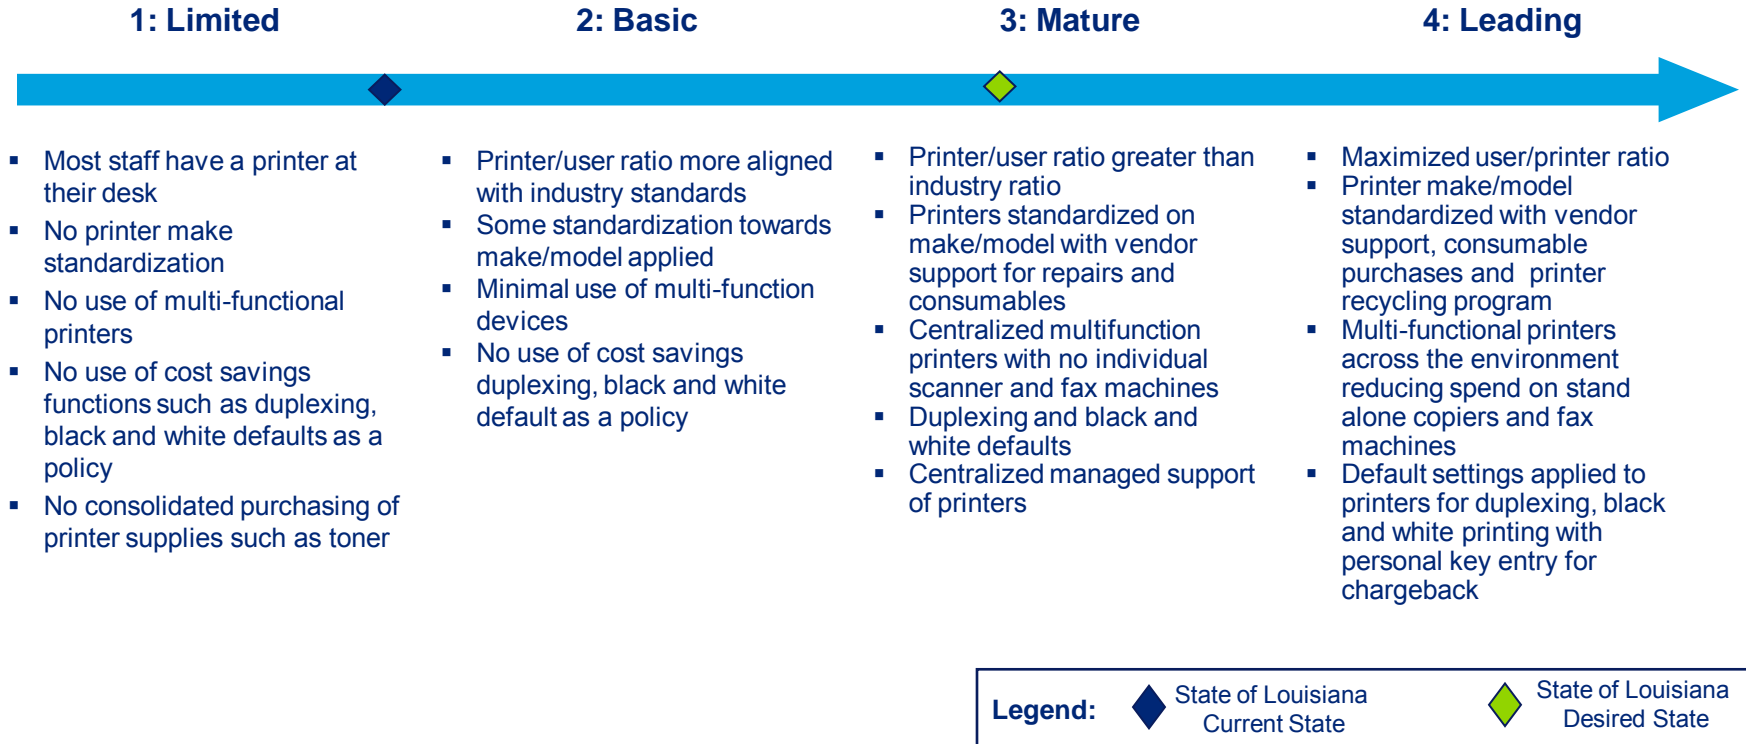 1: Limited
2: Basic
3: Mature
4: Leading
▪ Most staff have a printer at
their desk
▪ No printer make
standardization
▪ No use of multi-functional
printers
▪ No use of cost savings
functions such as duplexing,
black and white defaults as a
policy
▪ No consolidated purchasing of
printer supplies such as toner
▪ Printer/user ratio more aligned
with industry standards
▪ Some standardization towards
make/model applied
▪ Minimal use of multi-function
devices
▪ No use of cost savings
duplexing, black and white
default as a policy
▪ Printer/user ratio greater than
industry ratio
▪ Printers standardized on
make/model with vendor
support for repairs and
consumables
▪ Centralized multifunction
printers with no individual
scanner and fax machines
▪ Duplexing and black and
white defaults
▪ Centralized managed support
of printers
▪ Maximized user/printer ratio
▪ Printer make/model
standardized with vendor
support, consumable
purchases and printer
recycling program
▪ Multi-functional printers
across the environment
reducing spend on stand
alone copiers and fax
machines
▪ Default settings applied to
printers for duplexing, black
and white printing with
personal key entry for
chargeback
Legend:
State of Louisiana
Current State
State of Louisiana
Desired State